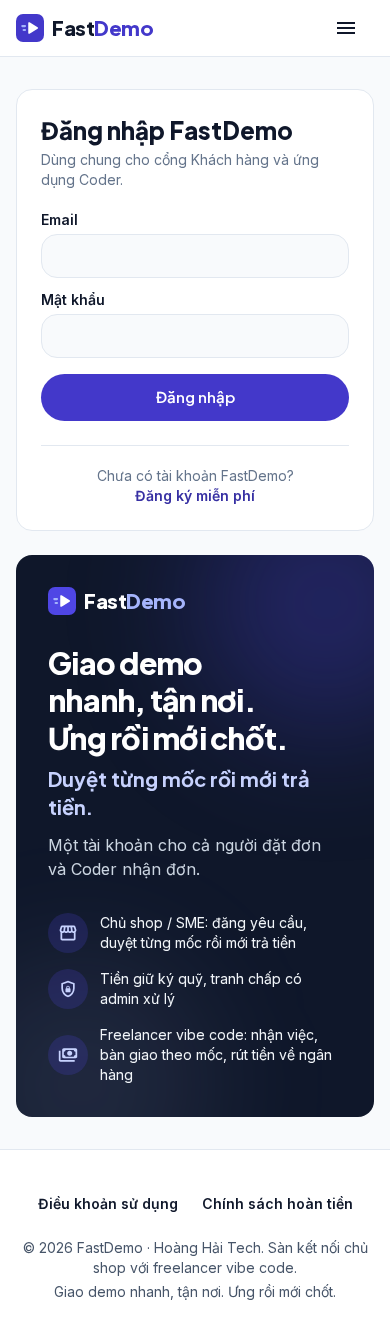 FastDemo
Đăng nhập FastDemo
Dùng chung cho cổng Khách hàng và ứng
dụng Coder.
Email
Mật khẩu
Đăng nhập
Chưa có tài khoản FastDemo?
Đăng ký miễn phí
FastDemo
Giao demo
nhanh, tận nơi.
Ưng rồi mới chốt.
Duyệt từng mốc rồi mới trả
tiền.
Một tài khoản cho cả người đặt đơn
và Coder nhận đơn.
Chủ shop / SME: đăng yêu cầu,
duyệt từng mốc rồi mới trả tiền
Tiền giữ ký quỹ, tranh chấp có
admin xử lý
Freelancer vibe code: nhận việc,
bàn giao theo mốc, rút tiền về ngân
hàng
Điều khoản sử dụng Chính sách hoàn tiền
© 2026 FastDemo · Hoàng Hải Tech. Sàn kết nối chủ
shop với freelancer vibe code.
Giao demo nhanh, tận nơi. Ưng rồi mới chốt.